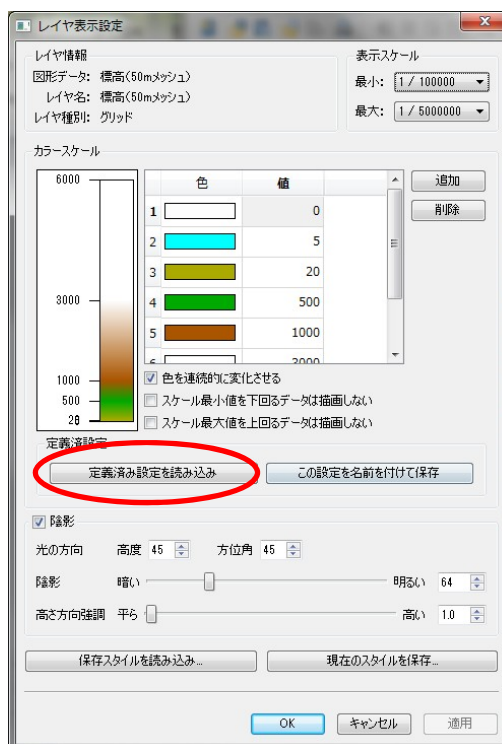 レイヤ表示設定
レイヤ情報
図形データ: 標高(50mメッシュ)
レイヤ名: 標高(50mメッシュ)
レイヤ種別: グリッド
表示スケール
最小: 1 / 100000
最大: 1 / 5000000
カラースケール
6000
3000
1000
500
20
色 値
1 0
2 5
3 20
4 500
5 1000
6 3000
追加
削除
色を連続的に変化させる
スケール最小値を下回るデータは描画しない
スケール最大値を上回るデータは描画しない
定義済設定
定義済み設定を読み込み
この設定を名前を付けて保存
陰影
光の方向 高度 45 方位角 45
陰影 暗い 明るい 64
高さ方向強調 平ら 高い 1.0
保存スタイルを読み込み...
現在のスタイルを保存...
OK
キャンセル
適用